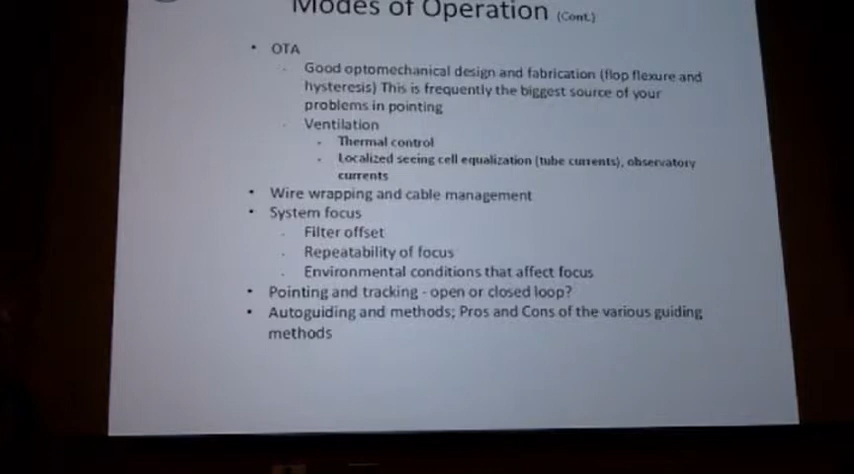 Modes of Operation (Cont.)
• OTA
- Good optomechanical design and fabrication (flop flexure and
hysteresis) This is frequently the biggest source of your
problems in pointing
- Ventilation
- Thermal control
- Localized seeing cell equalization (tube currents), observatory
currents
• Wire wrapping and cable management
• System focus
- Filter offset
- Repeatability of focus
- Environmental conditions that affect focus
• Pointing and tracking - open or closed loop?
• Autoguiding and methods; Pros and Cons of the various guiding
methods